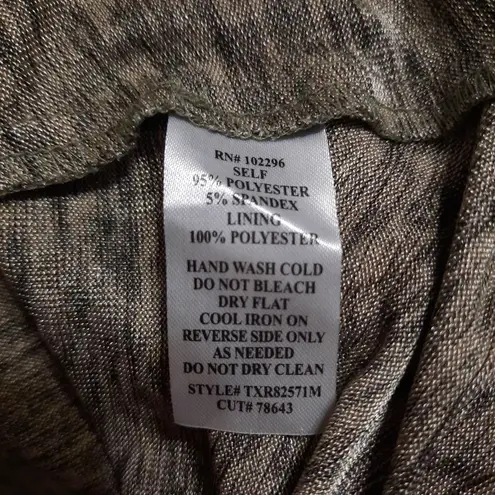 RN# 102296
SELF
95% POLYESTER
5% SPANDEX
LINING
100% POLYESTER
HAND WASH COLD
DO NOT BLEACH
DRY FLAT
COOL IRON ON
REVERSE SIDE ONLY
AS NEEDED
DO NOT DRY CLEAN
STYLE# TXR82571M
CUT# 78643